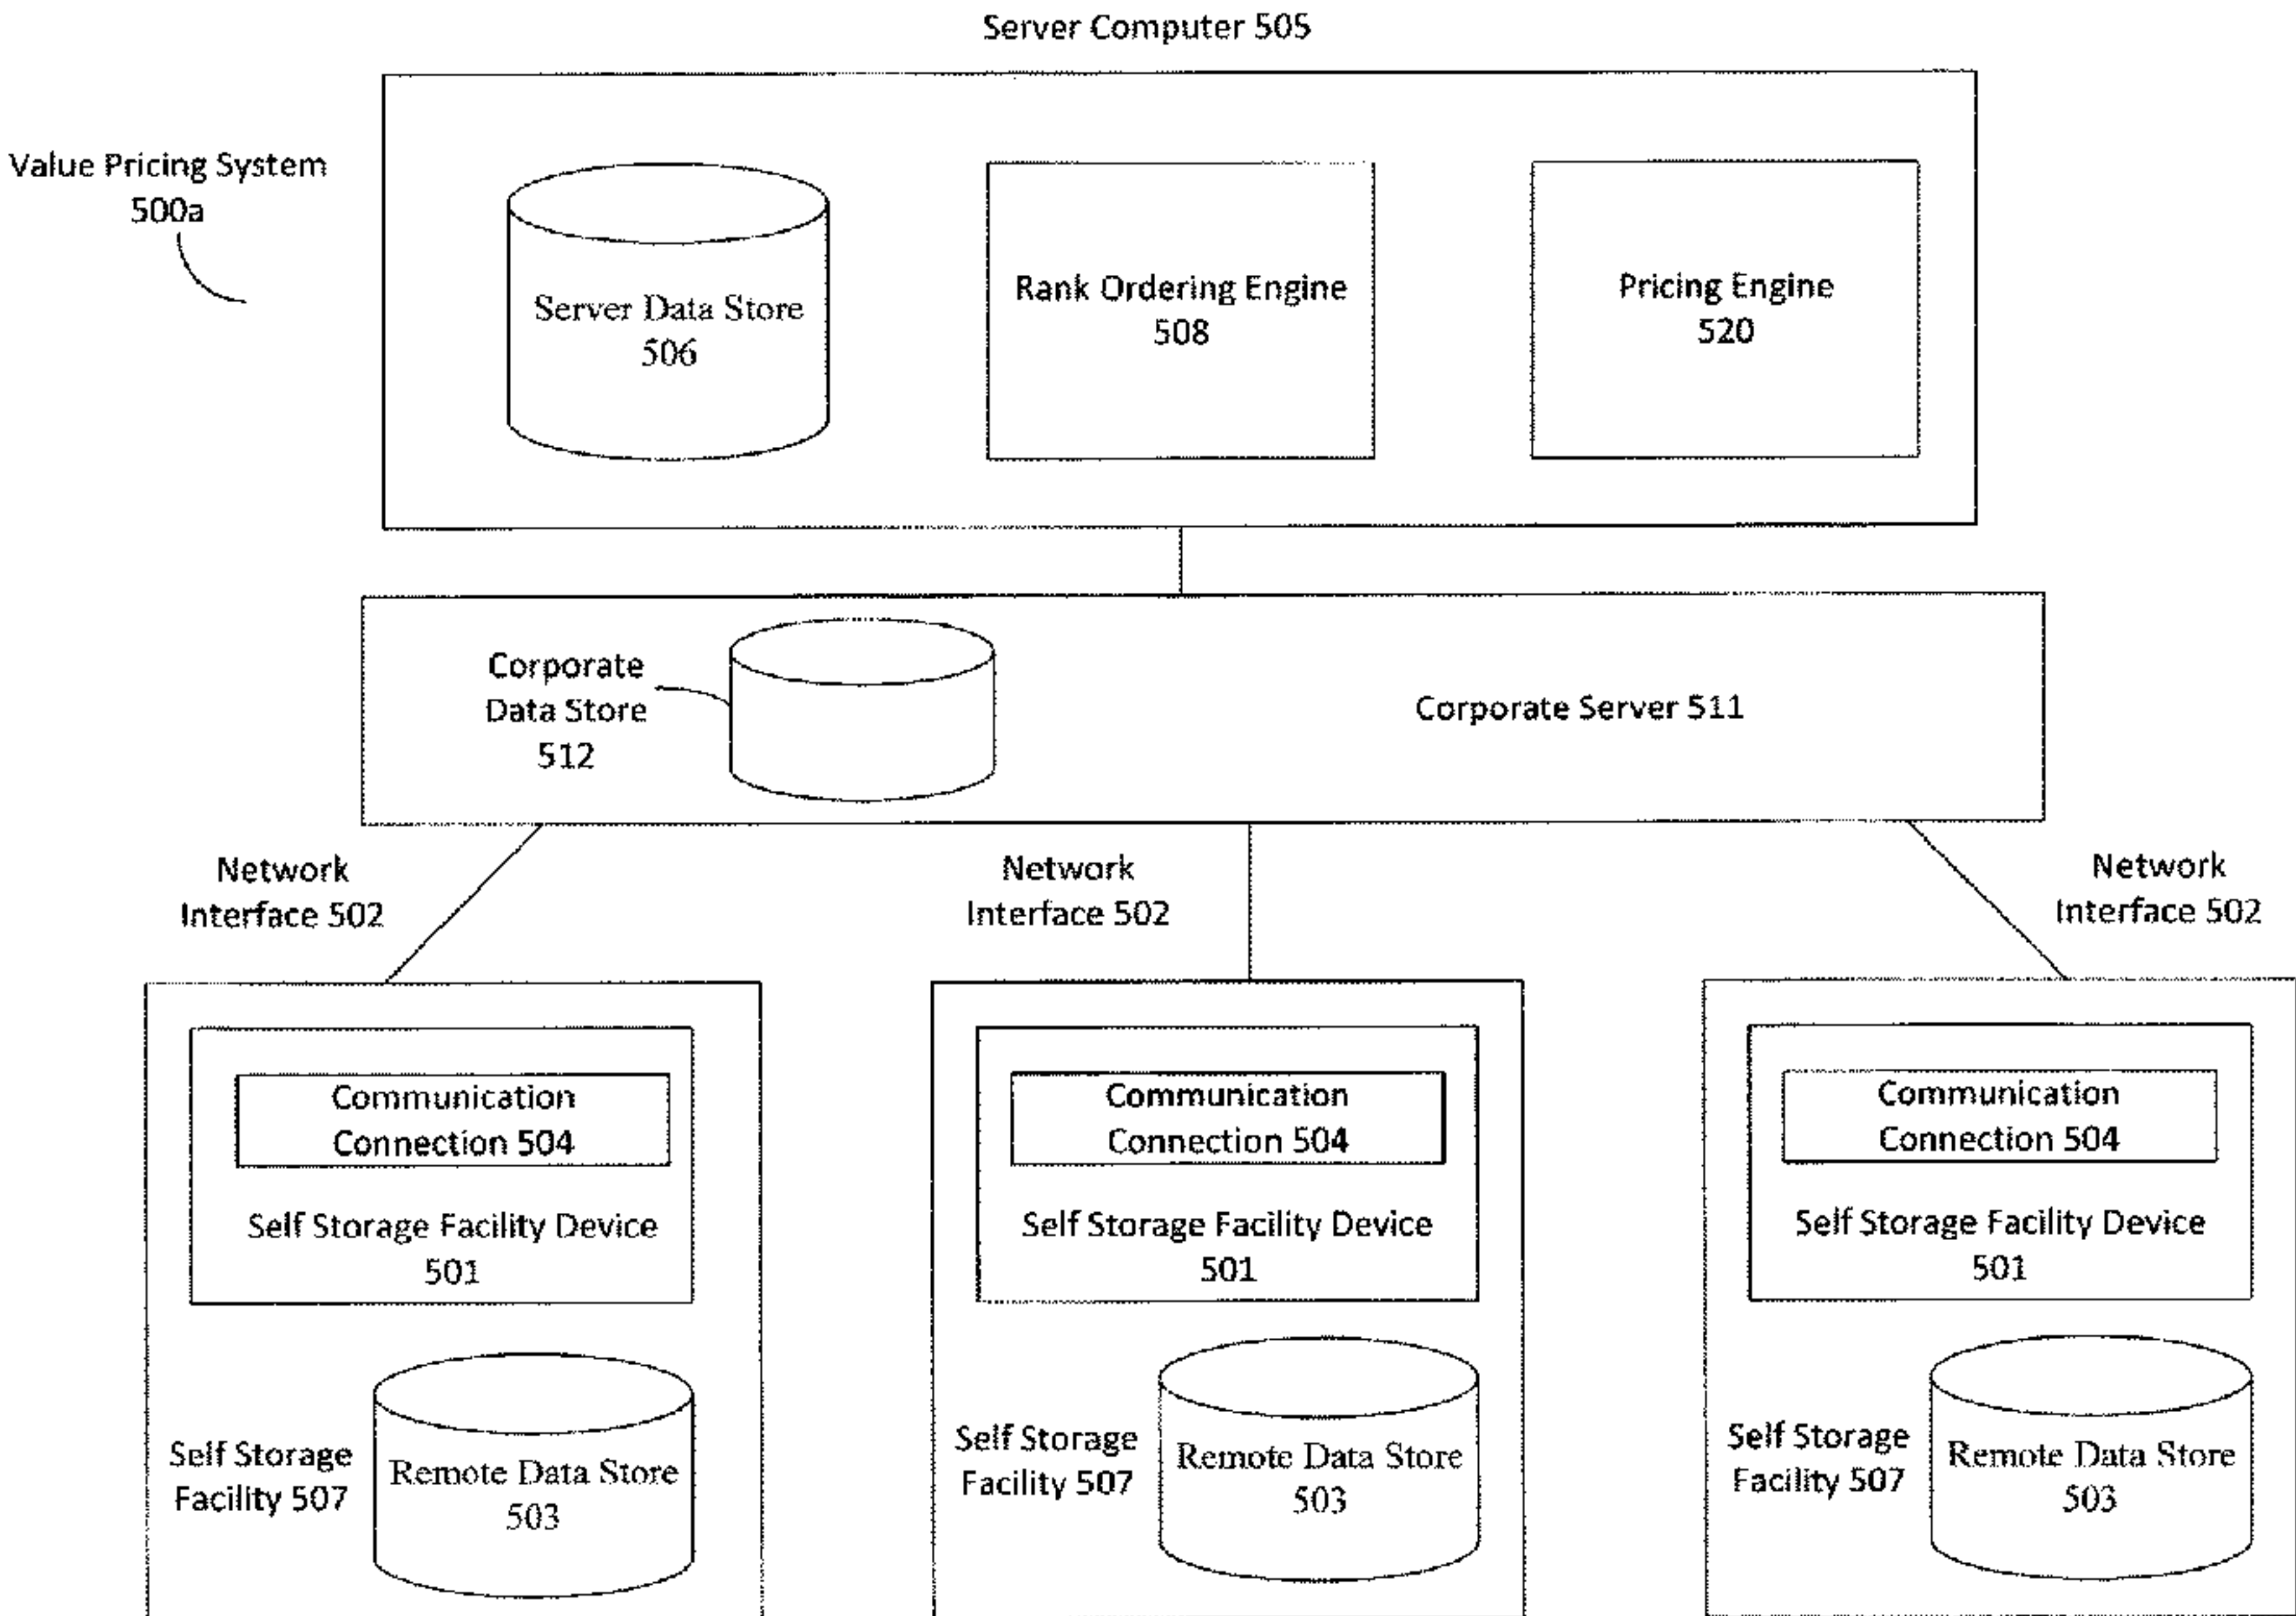 Server Computer 505
Value Pricing System
500a
Server Data Store
506
Rank Ordering Engine
508
Pricing Engine
520
Corporate
Data Store
512
Corporate Server 511
Network
Interface 502
Network
Interface 502
Network
Interface 502
Communication
Connection 504
Self Storage Facility Device
501
Self Storage
Facility 507
Remote Data Store
503
Communication
Connection 504
Self Storage Facility Device
501
Self Storage
Facility 507
Remote Data Store
503
Communication
Connection 504
Self Storage Facility Device
501
Self Storage
Facility 507
Remote Data Store
503